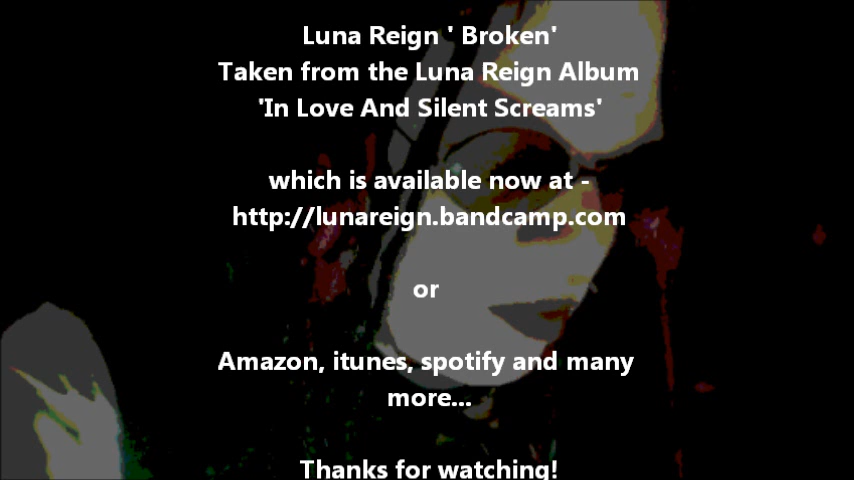 Luna Reign ' Broken'
Taken from the Luna Reign Album
'In Love And Silent Screams'
which is available now at -
http://lunareign.bandcamp.com
or
Amazon, itunes, spotify and many
more...
Thanks for watching!